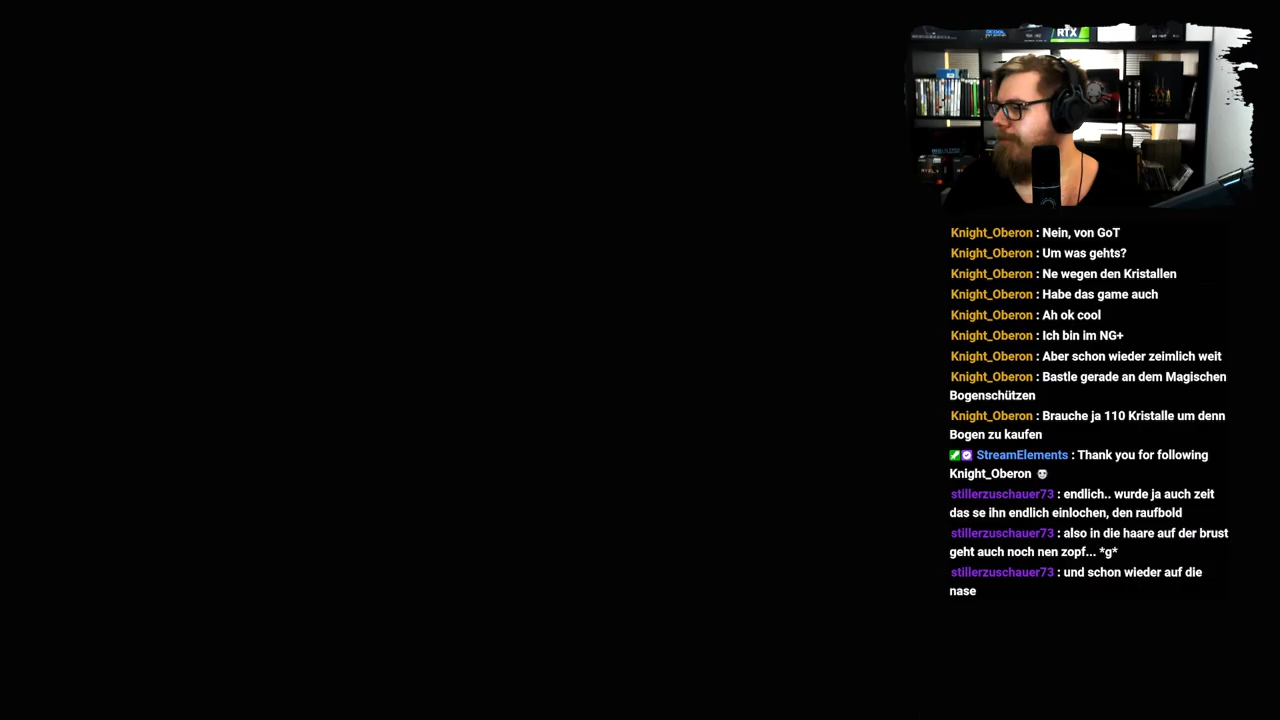 RTX
Knight_Oberon : Nein, von GoT
Knight_Oberon : Um was gehts?
Knight_Oberon : Ne wegen den Kristallen
Knight_Oberon : Habe das game auch
Knight_Oberon : Ah ok cool
Knight_Oberon : Ich bin im NG+
Knight_Oberon : Aber schon wieder zeimlich weit
Knight_Oberon : Bastle gerade an dem Magischen
Bogenschützen
Knight_Oberon : Brauche ja 110 Kristalle um denn
Bogen zu kaufen
StreamElements : Thank you for following
Knight_Oberon
stillerzuschauer73 : endlich.. wurde ja auch zeit
das se ihn endlich einlochen, den raufbold
stillerzuschauer73 : also in die haare auf der brust
geht auch noch nen zopf... *g*
stillerzuschauer73 : und schon wieder auf die
nase